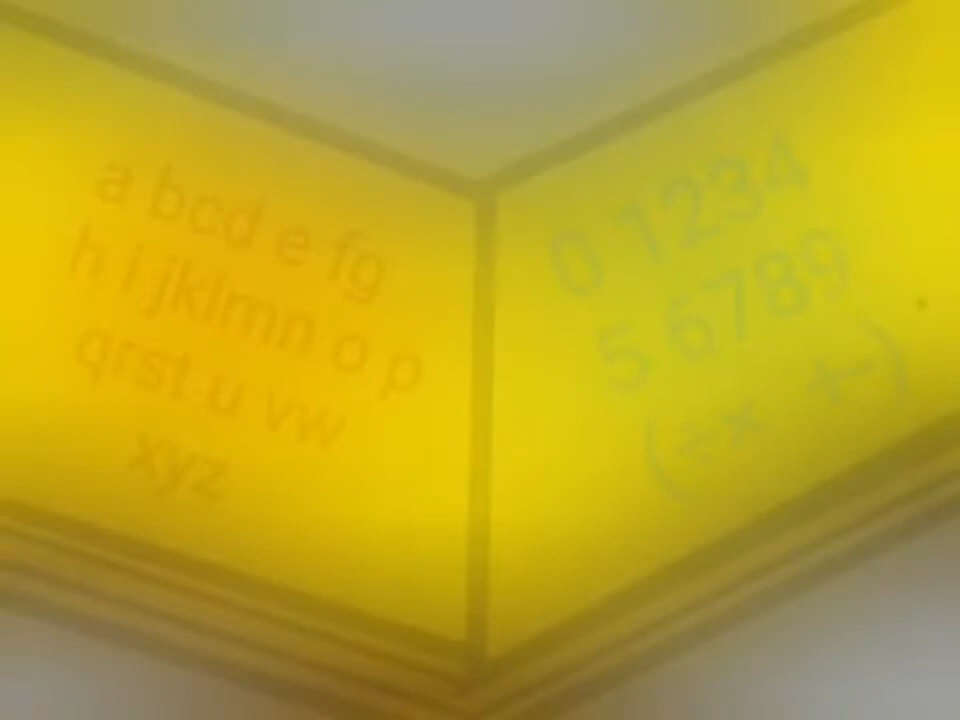 a bcd e fg
h i jklmn o p
qrst u vw
xyz
0 1234
5 6789
(÷× +-)